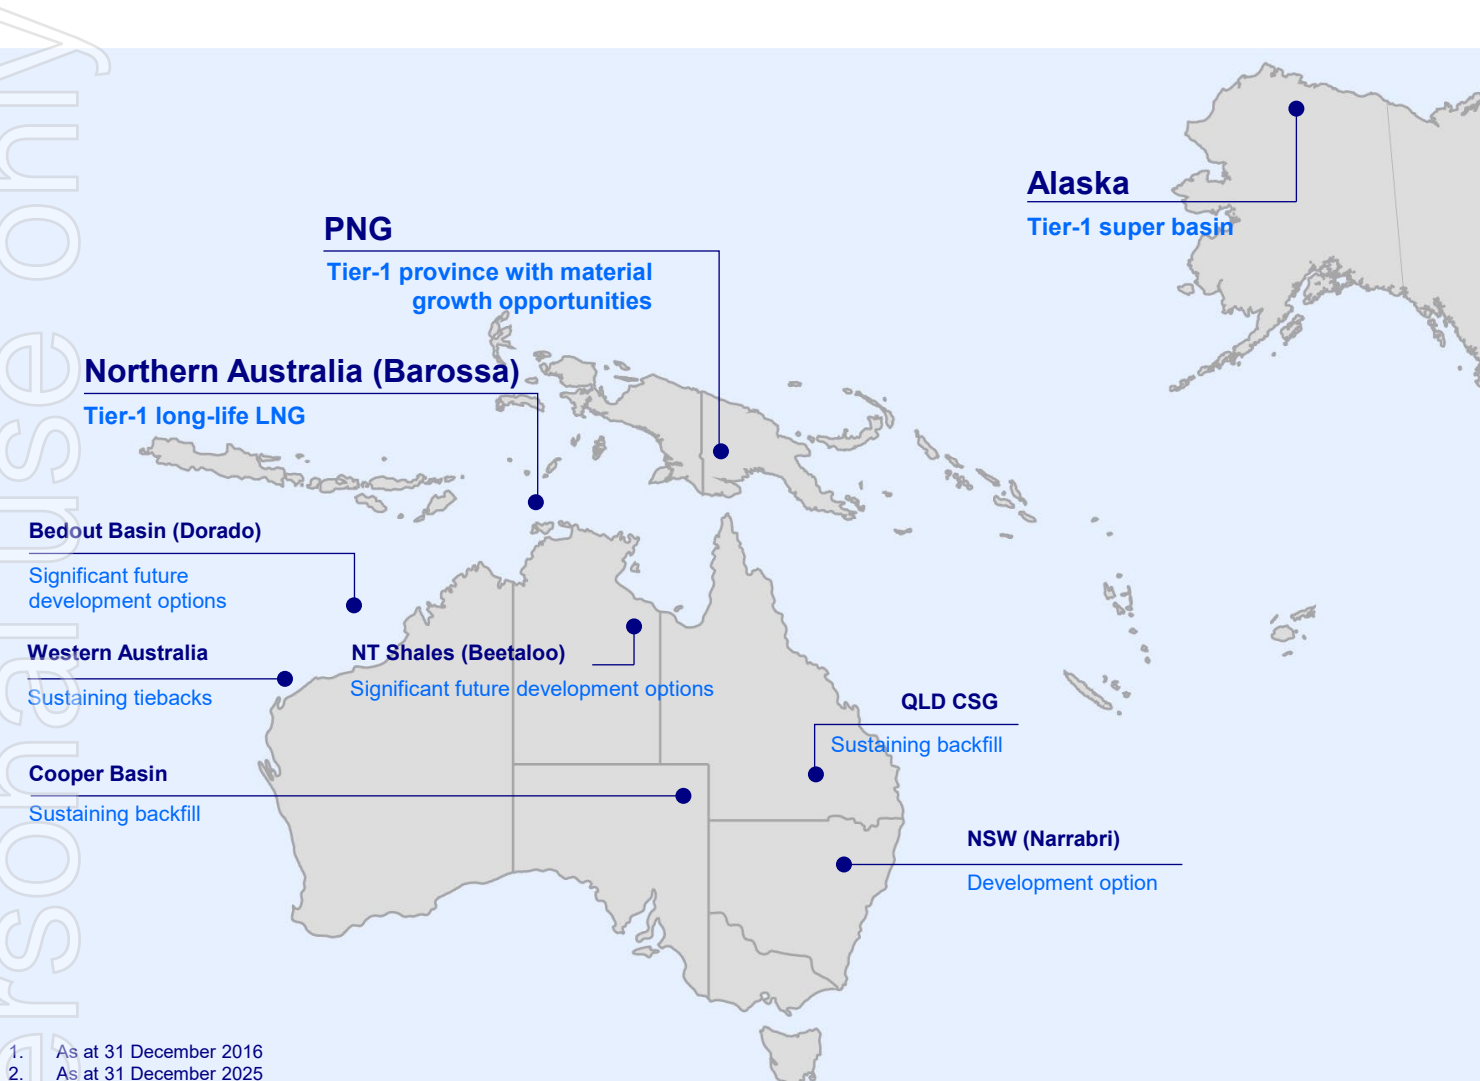 Alaska
Tier-1 super basin
PNG
Tier-1 province with material
growth opportunities
Northern Australia (Barossa)
Tier-1 long-life LNG
Bedout Basin (Dorado)
Significant future
development options
Western Australia
Sustaining tiebacks
NT Shales (Beetaloo)
Significant future development options
QLD CSG
Sustaining backfill
Cooper Basin
Sustaining backfill
NSW (Narrabri)
Development option
1. As at 31 December 2016
2. As at 31 December 2025
ersonal use only